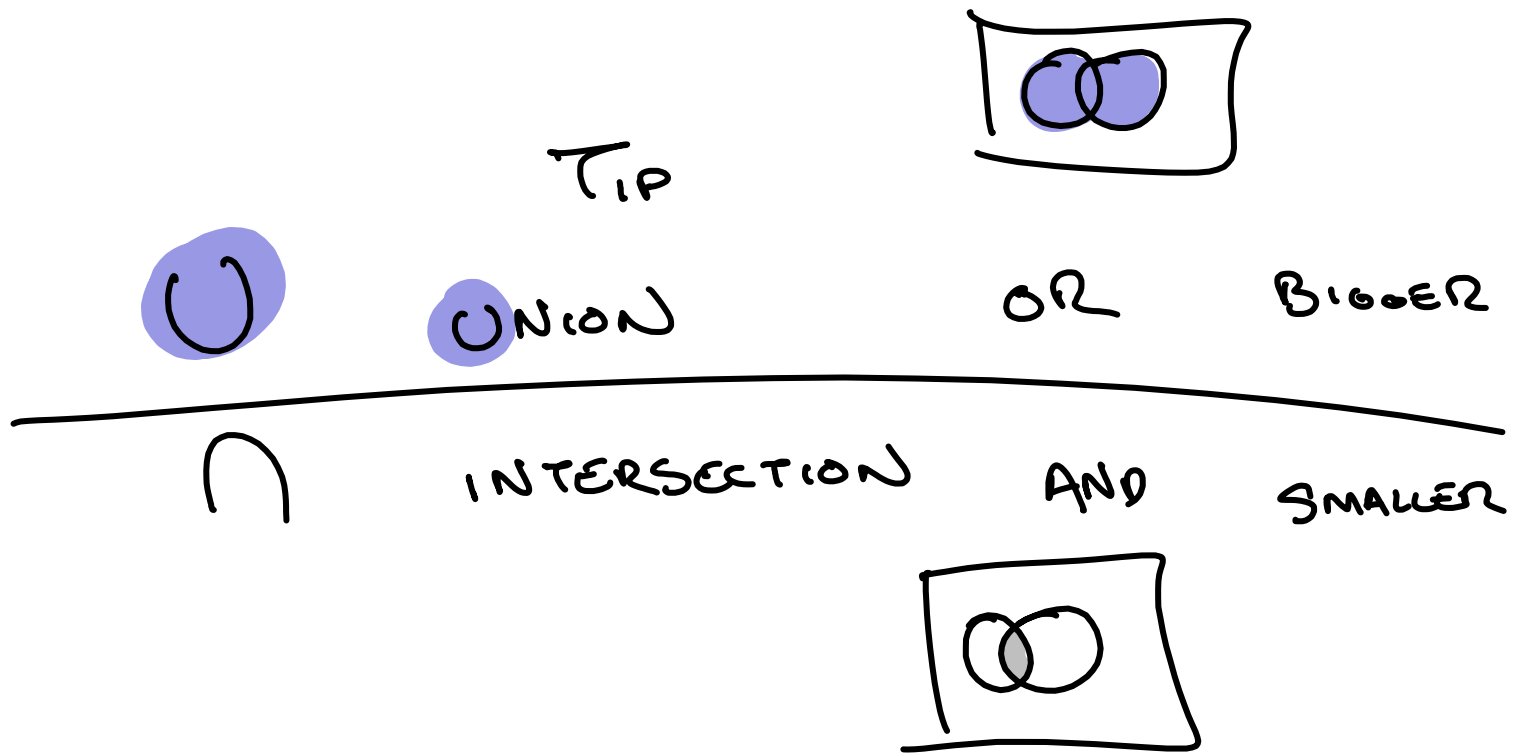 TIP
U UNION OR BIGGER
∩ INTERSECTION AND SMALLER